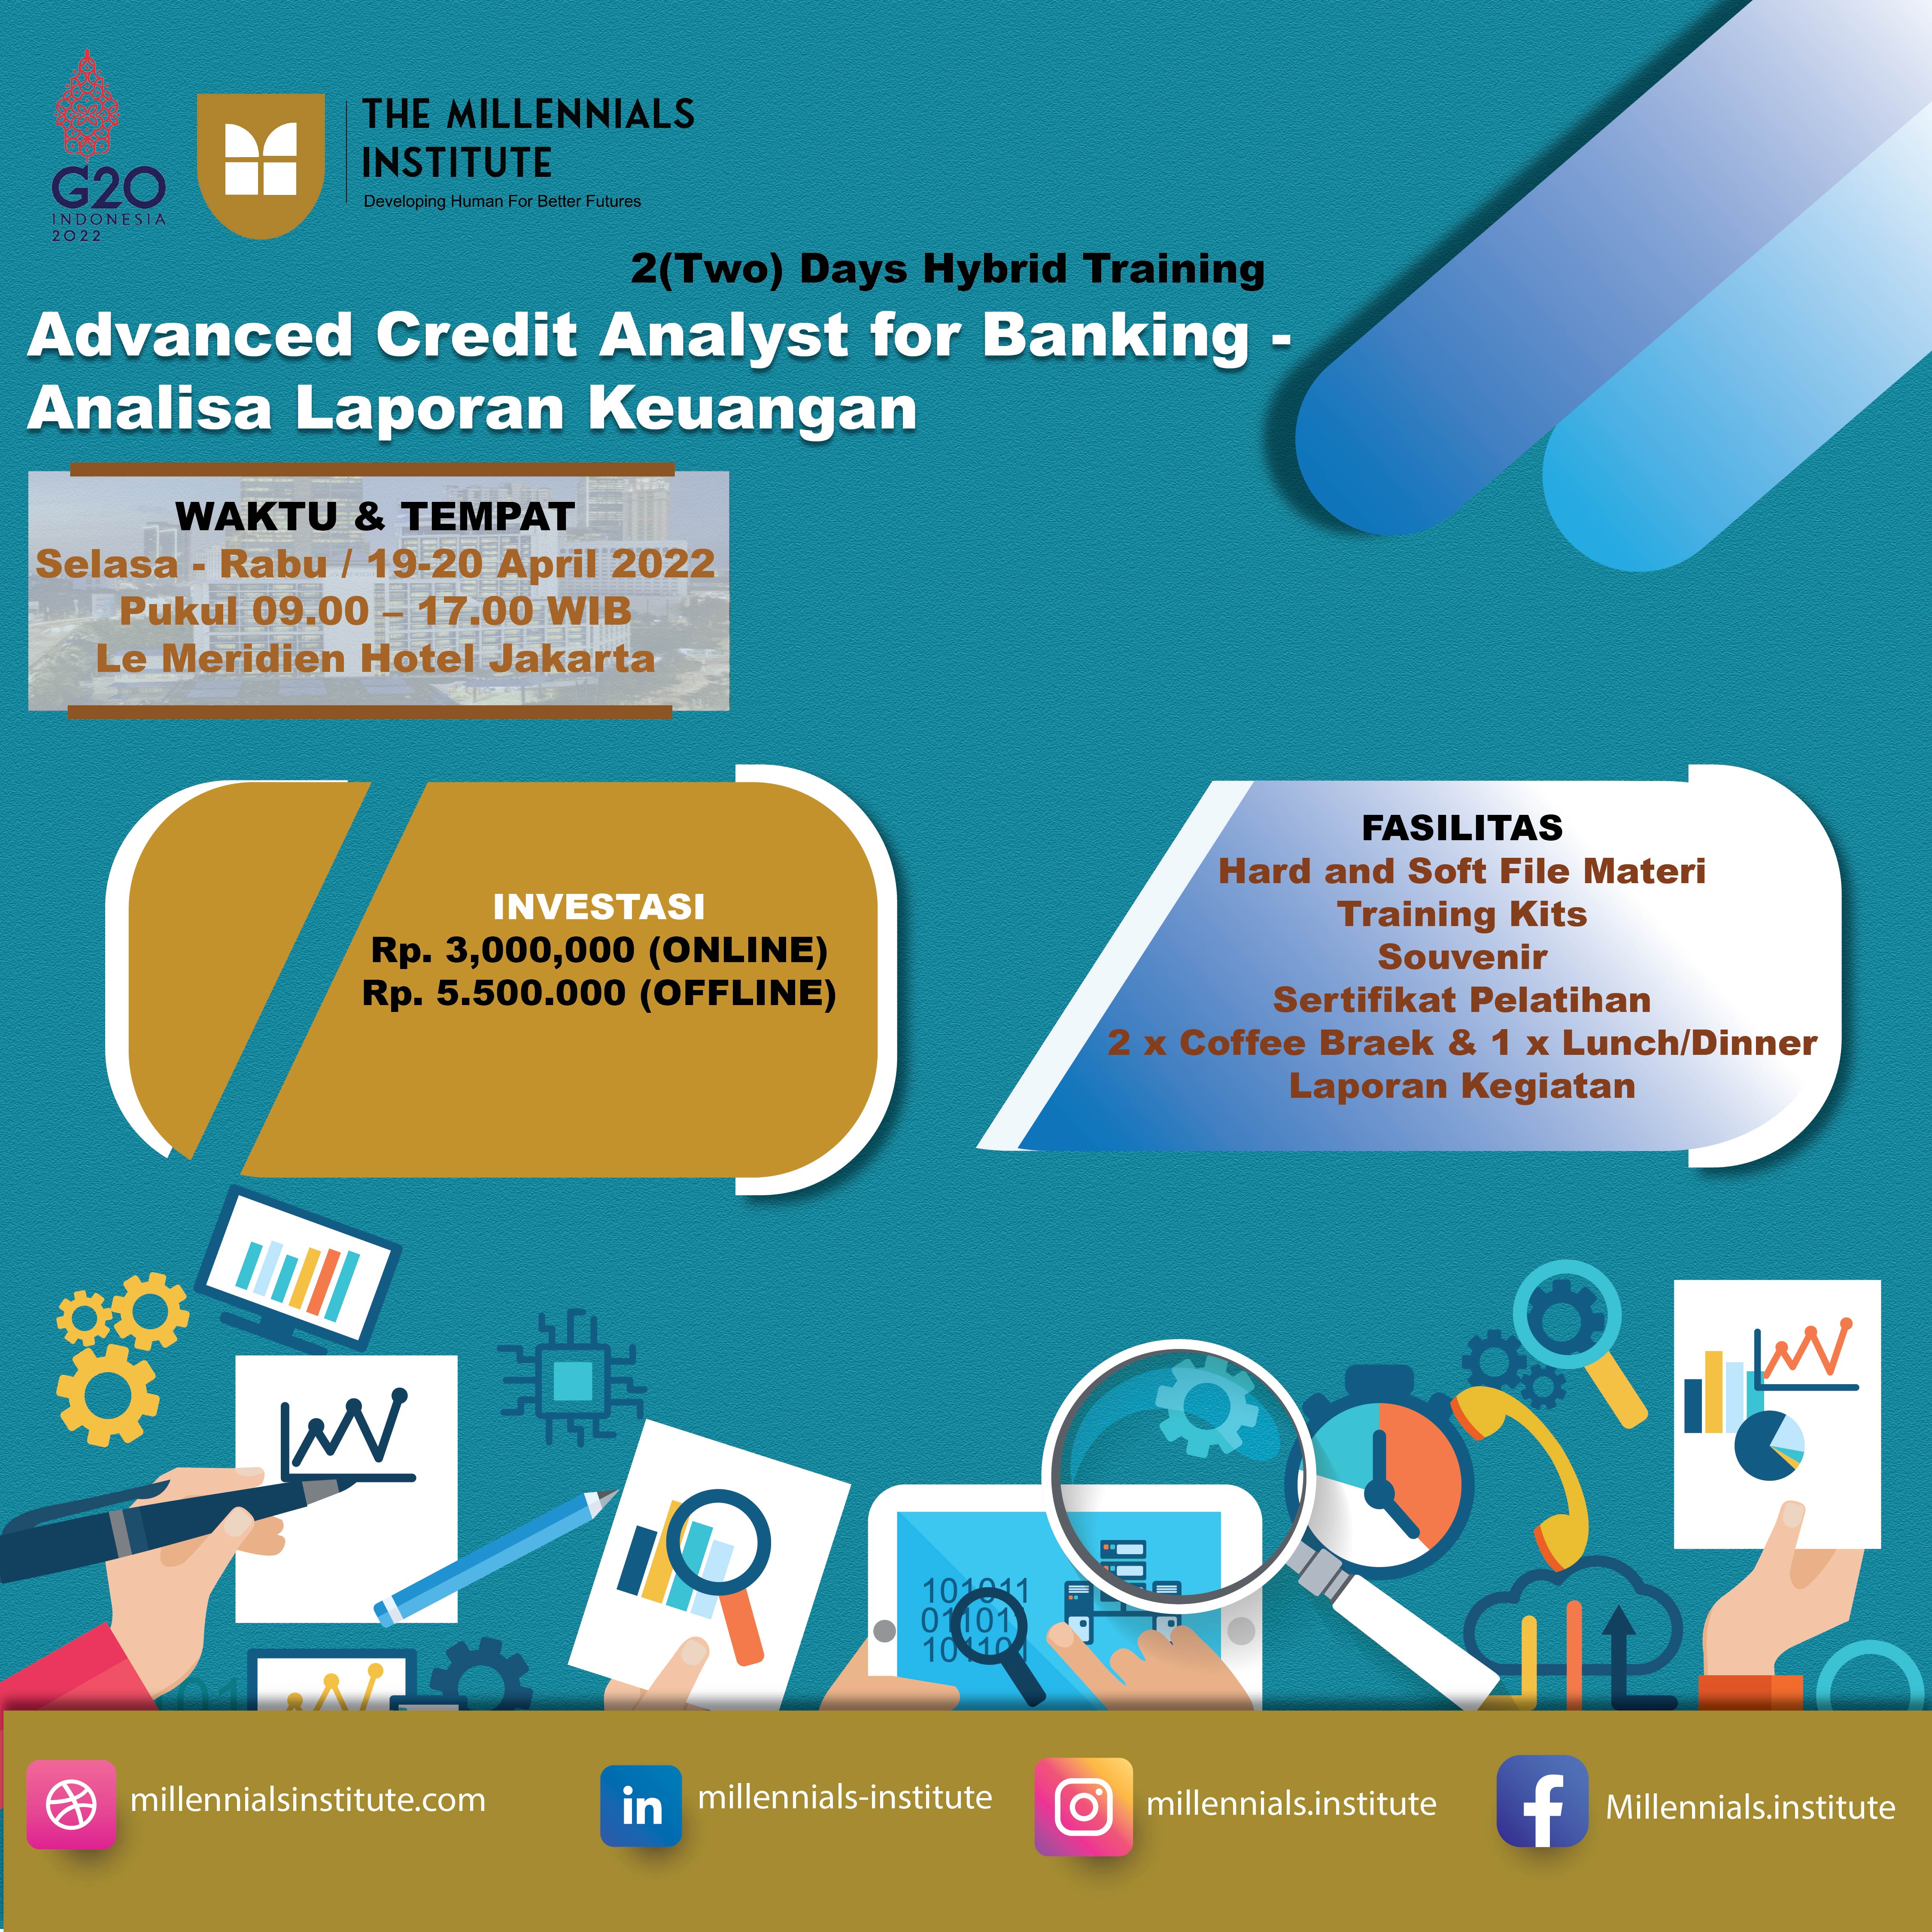 G20
INDONESIA
2022
THE MILLENNIALS
INSTITUTE
Developing Human For Better Futures
2(Two) Days Hybrid Training
Advanced Credit Analyst for Banking -
Analisa Laporan Keuangan
WAKTU & TEMPAT
Selasa - Rabu / 19-20 April 2022
Pukul 09.00 – 17.00 WIB
Le Meridien Hotel Jakarta
INVESTASI
Rp. 3,000,000 (ONLINE)
Rp. 5.500.000 (OFFLINE)
FASILITAS
Hard and Soft File Materi
Training Kits
Souvenir
Sertifikat Pelatihan
2 x Coffee Braek & 1 x Lunch/Dinner
Laporan Kegiatan
101011
011011
101101
01
millennialsinstitute.com
in
millennials-institute
millennials.institute
f
Millennials.institute